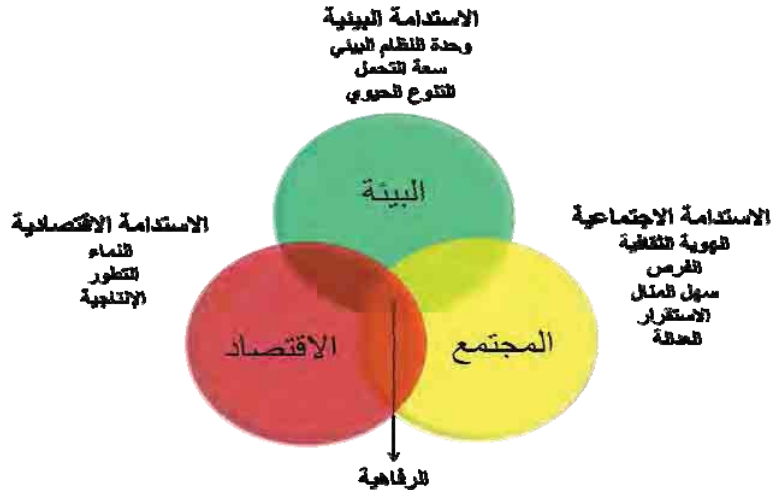 الاستدامة البيئية
وحدة النظام البيئي
سعة التحمل
التنوع الحيوي
البيئة
الاستدامة الاجتماعية
الهوية الثقافية
الفرص
سهل المنال
الاستقرار
العدالة
الاستدامة الاقتصادية
النماء
التطور
الإنتاجية
المجتمع
الاقتصاد
الرفاهية